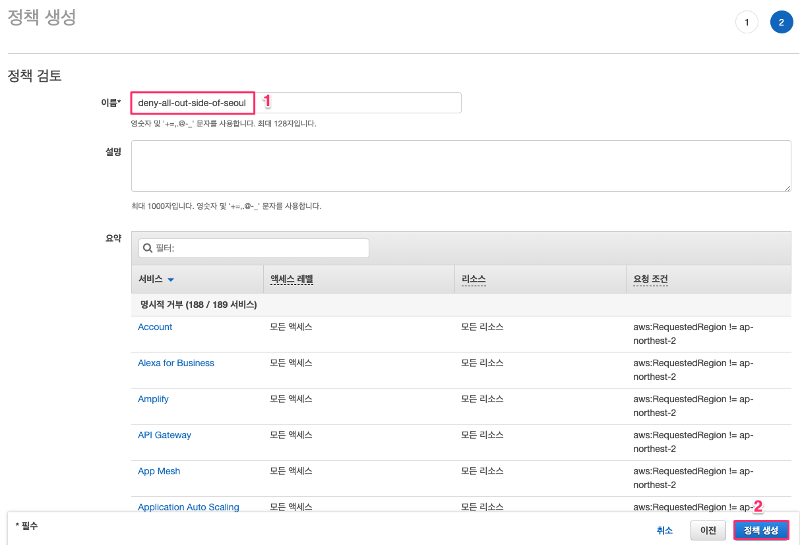 정책 생성
1 2
정책 검토
이름* deny-all-out-side-of-seoul 1
영숫자 및 '+=,.@-_' 문자를 사용합니다. 최대 128자입니다.
설명
최대 1000자입니다. 영숫자 및 '+=,.@-_' 문자를 사용합니다.
요약 필터:
서비스 액세스 레벨 리소스 요청 조건
명시적 거부 (188 / 189 서비스)
Account 모든 액세스 모든 리소스 aws:RequestedRegion != ap-
northest-2
Alexa for Business 모든 액세스 모든 리소스 aws:RequestedRegion != ap-
northest-2
Amplify 모든 액세스 모든 리소스 aws:RequestedRegion != ap-
northest-2
API Gateway 모든 액세스 모든 리소스 aws:RequestedRegion != ap-
northest-2
App Mesh 모든 액세스 모든 리소스 aws:RequestedRegion != ap-
northest-2
Application Auto Scaling 모든 액세스 모든 리소스 aws:RequestedRegion != ap-
2
* 필수 취소 이전 정책 생성